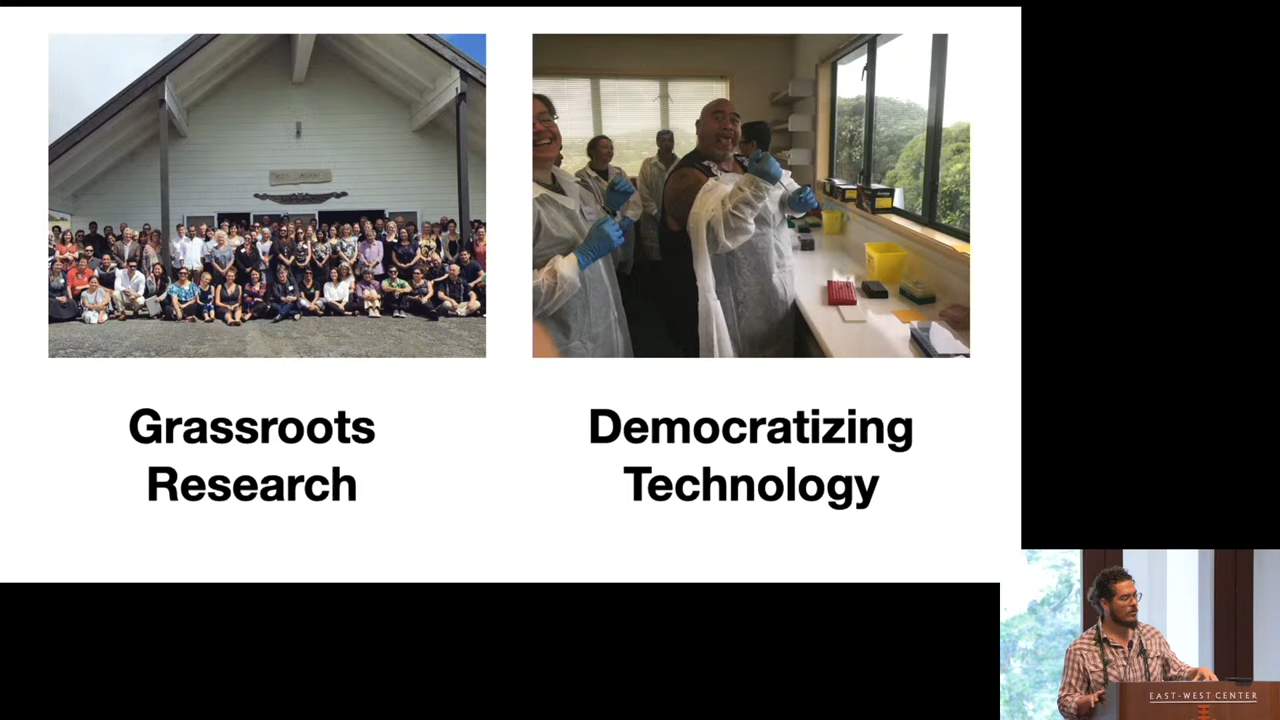 Grassroots
Research
Democratizing
Technology
EAST-WEST CENTER